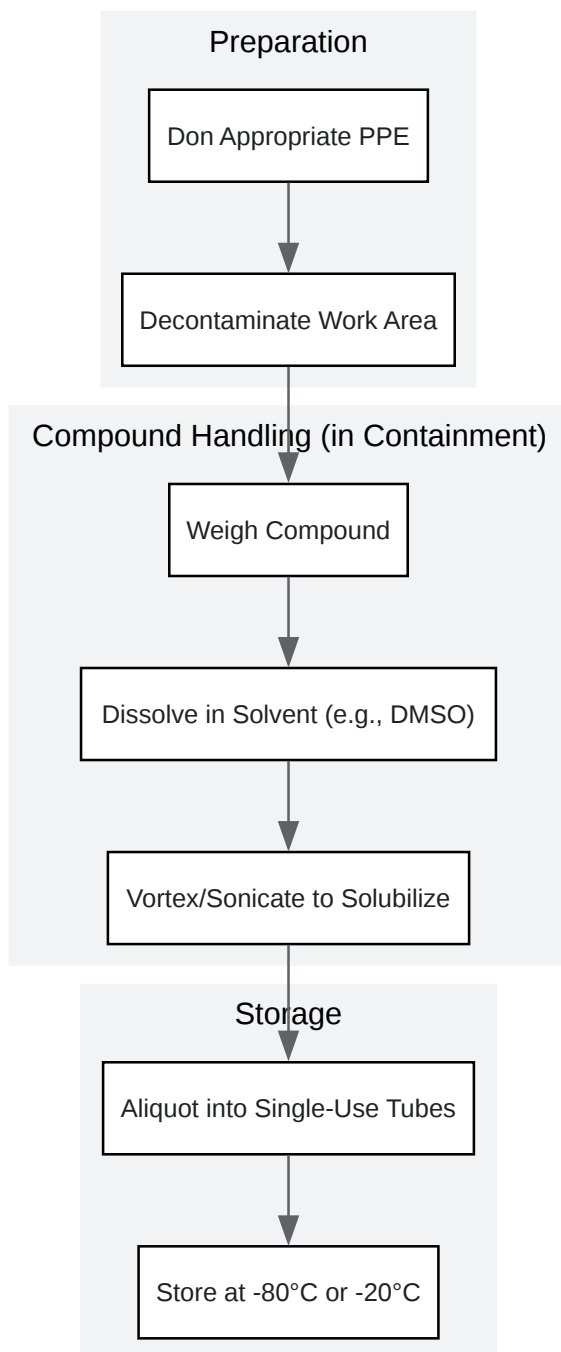 Preparation
Don Appropriate PPE
Decontaminate Work Area
Compound Handling (in Containment)
Weigh Compound
Dissolve in Solvent (e.g., DMSO)
Vortex/Sonicate to Solubilize
Storage
Aliquot into Single-Use Tubes
Store at -80°C or -20°C